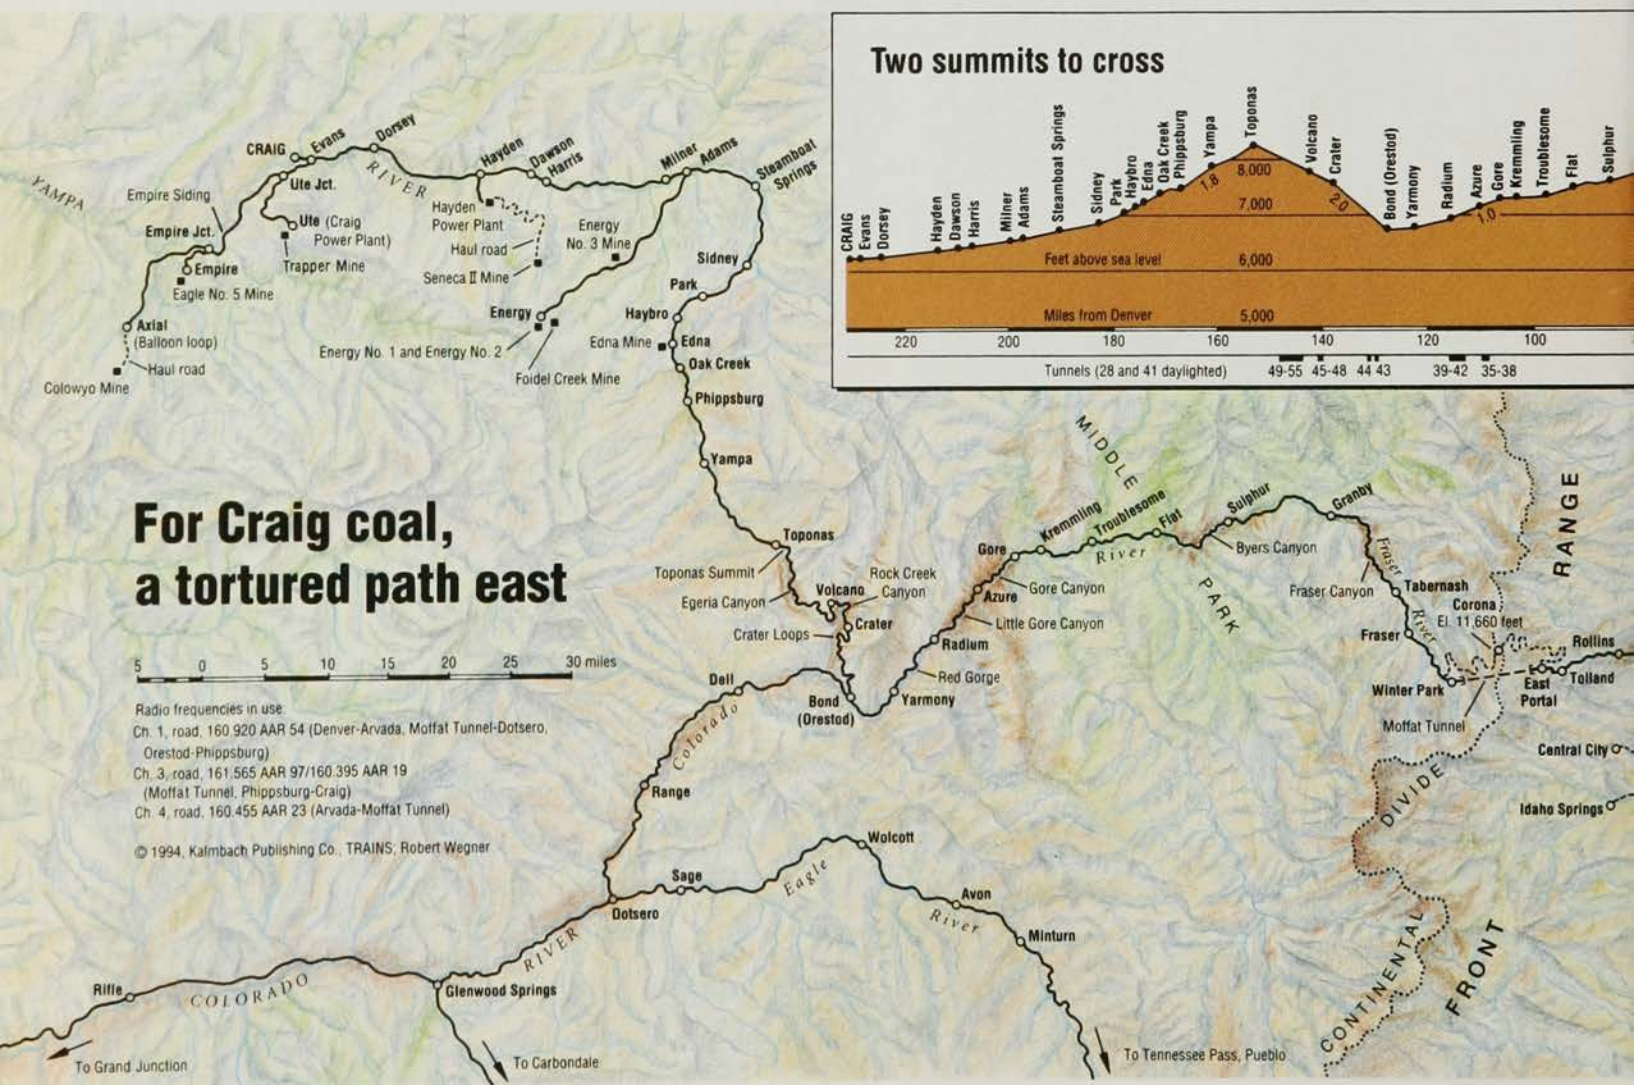 Two summits to cross
CRAIG
Evans
Dorsey
Hayden
Dawson
Harris
Milner
Adams
Steamboat Springs
Sidney
Park
Haybro
Edna
Oak Creek
Phippsburg
Yampa
Toponas
Volcano
Crater
Bond (Orestod)
Yarmony
Radium
Azure
Gore
Kremmling
Troublesome
Flat
Sulphur
1.8
2.0
1.0
8,000
7,000
Feet above sea level 6,000
Miles from Denver 5,000
220 200 180 160 140 120 100
Tunnels (28 and 41 daylighted) 49-55 45-48 44 43 39-42 35-38
CRAIG
Evans
Dorsey
YAMPA
RIVER
Hayden
Dawson
Harris
Milner
Adams
Steamboat
Springs
Ute Jct.
Empire Siding
Ute (Craig
Power Plant)
Trapper Mine
Empire Jct.
Empire
Eagle No. 5 Mine
Axial
(Balloon loop)
Haul road
Colowyo Mine
Hayden
Power Plant
Haul road
Seneca II Mine
Energy
No. 3 Mine
Energy
Energy No. 1 and Energy No. 2
Foidel Creek Mine
Sidney
Park
Haybro
Edna Mine
Edna
Oak Creek
Phippsburg
Yampa
Toponas
Toponas Summit
Egeria Canyon
Volcano
Rock Creek
Canyon
Crater
Crater Loops
Dell
Bond
(Orestod)
Yarmony
Red Gorge
Radium
Little Gore Canyon
Azure
Gore Canyon
Gore
Kremmling
Troublesome
Flat
River
Sulphur
Byers Canyon
Granby
MIDDLE
PARK
Fraser
River
Fraser Canyon
Tabernash
Corona
El. 11,660 feet
Fraser
Winter Park
Moffat Tunnel
East
Portal
Tolland
Rollins
Central City
Idaho Springs
RANGE
CONTINENTAL
DIVIDE
FRONT
For Craig coal,
a tortured path east
5 0 5 10 15 20 25 30 miles
Radio frequencies in use:
Ch. 1, road, 160.920 AAR 54 (Denver-Arvada, Moffat Tunnel-Dotsero,
Orestod-Phippsburg)
Ch. 3, road, 161.565 AAR 97/160.395 AAR 19
(Moffat Tunnel, Phippsburg-Craig)
Ch. 4, road, 160.455 AAR 23 (Arvada-Moffat Tunnel)
© 1994, Kalmbach Publishing Co., TRAINS; Robert Wegner
Colorado
Range
Dotsero
Sage
Eagle
River
Wolcott
Avon
Minturn
To Tennessee Pass, Pueblo
Glenwood Springs
To Carbondale
COLORADO
RIVER
Rifle
To Grand Junction